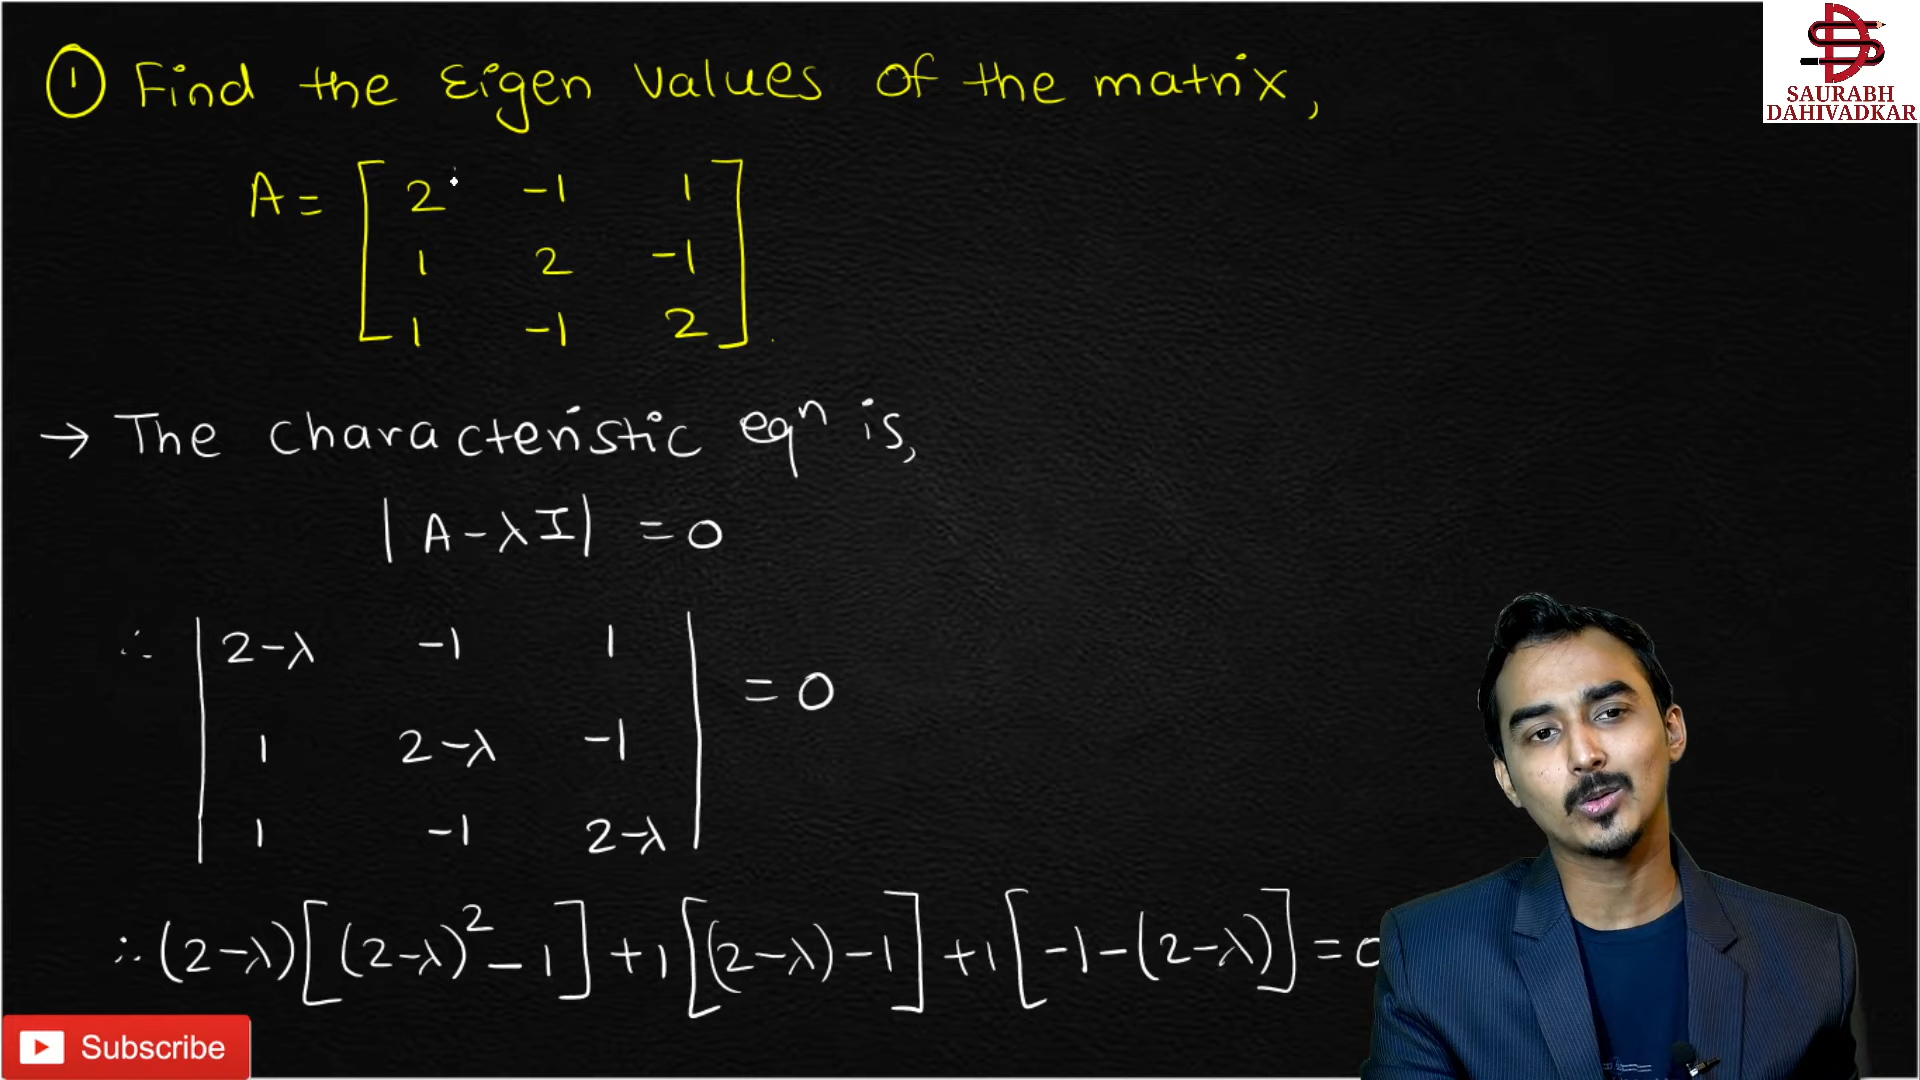 ① Find the Eigen values of the matrix,
A = [ 2 -1 1
1 2 -1
1 -1 2 ].
→ The characteristic eqⁿ is,
|A-λI| = 0
∴ | 2-λ -1 1 |
1 2-λ -1 = 0
1 -1 2-λ
∴ (2-λ)[(2-λ)² - 1] + 1[(2-λ) - 1] + 1[-1 - (2-λ)] = 0
SAURABH
DAHIVADKAR
Subscribe